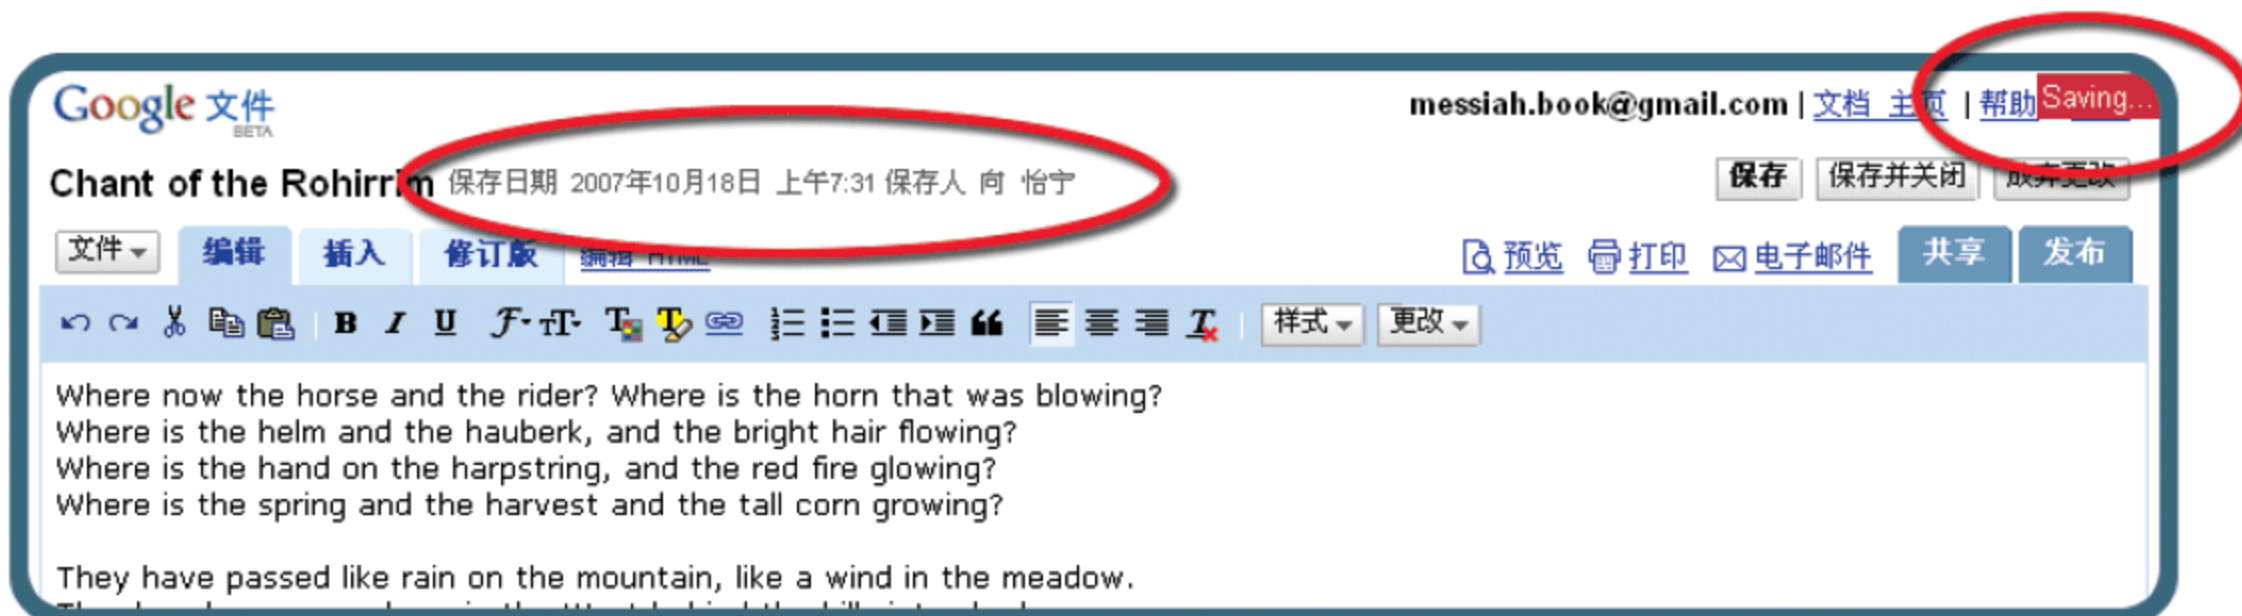 Google 文件
BETA
messiah.book@gmail.com | 文档 主页 | 帮助 Saving...
Chant of the Rohirrim 保存日期 2007年10月18日 上午7:31 保存人 向 怡宁
保存 保存并关闭 放弃更改
文件 编辑 插入 修订版 编辑 HTML 预览 打印 电子邮件 共享 发布
B I U 样式 更改
Where now the horse and the rider? Where is the horn that was blowing?
Where is the helm and the hauberk, and the bright hair flowing?
Where is the hand on the harpstring, and the red fire glowing?
Where is the spring and the harvest and the tall corn growing?
They have passed like rain on the mountain, like a wind in the meadow.